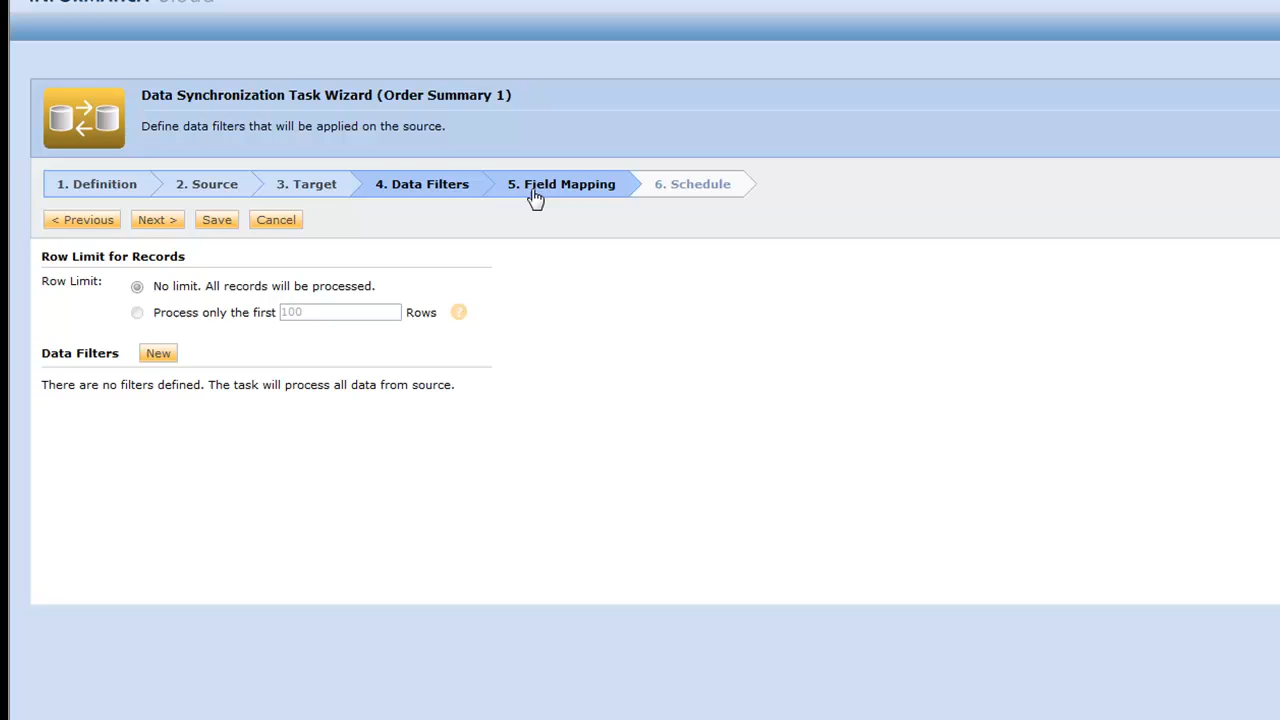 INFORMATICA Cloud
Data Synchronization Task Wizard (Order Summary 1)
Define data filters that will be applied on the source.
1. Definition 2. Source 3. Target 4. Data Filters 5. Field Mapping 6. Schedule
< Previous Next > Save Cancel
Row Limit for Records
Row Limit: No limit. All records will be processed.
Process only the first 100 Rows ?
Data Filters New
There are no filters defined. The task will process all data from source.